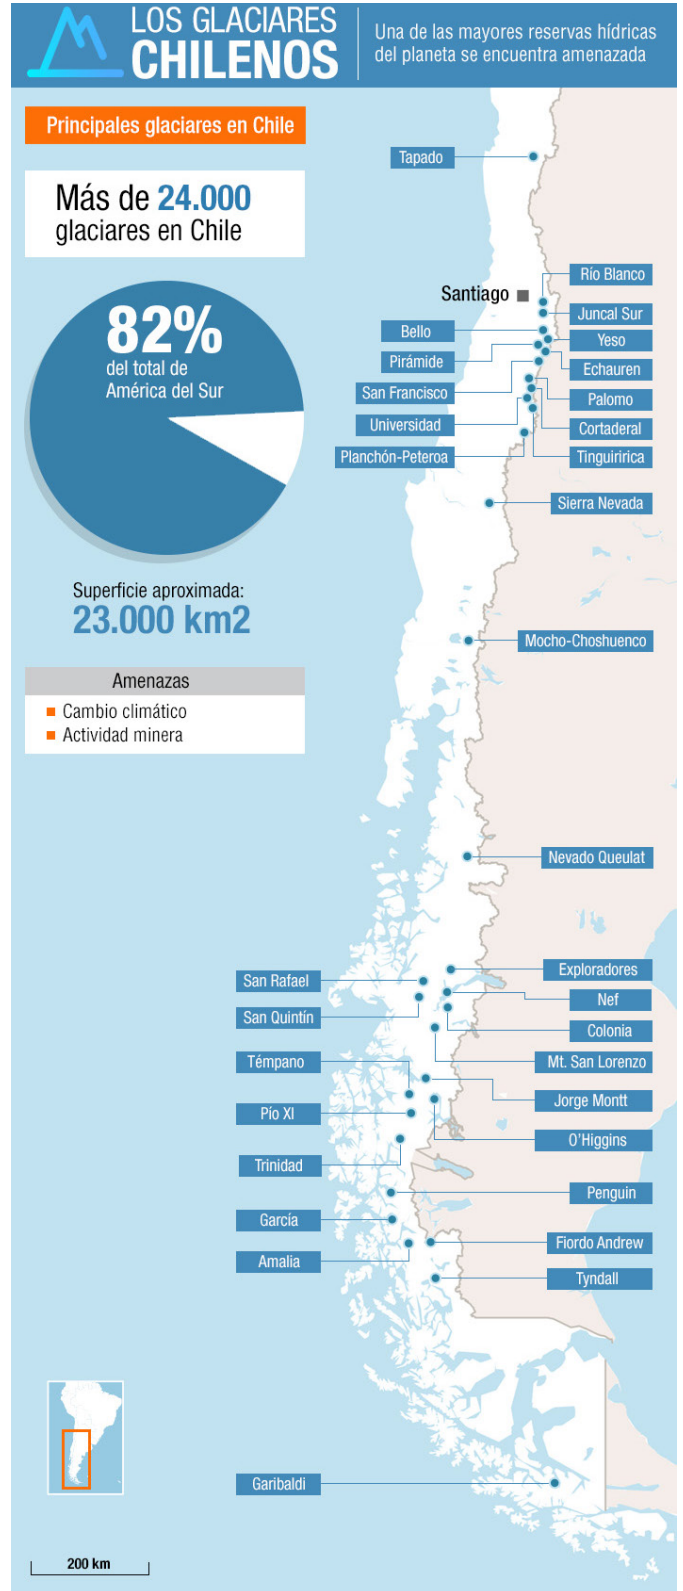 LOS GLACIARES
CHILENOS
Una de las mayores reservas hídricas
del planeta se encuentra amenazada
Principales glaciares en Chile
Más de 24.000
glaciares en Chile
82%
del total de
América del Sur
Superficie aproximada:
23.000 km2
Amenazas
Cambio climático
Actividad minera
Tapado
Río Blanco
Santiago
Juncal Sur
Bello
Yeso
Pirámide
Echauren
San Francisco
Palomo
Universidad
Cortaderal
Planchón-Peteroa
Tinguiririca
Sierra Nevada
Mocho-Choshuenco
Nevado Queulat
Exploradores
San Rafael
Nef
San Quintín
Colonia
Témpano
Mt. San Lorenzo
Jorge Montt
Pío XI
O'Higgins
Trinidad
Penguin
García
Fiordo Andrew
Amalia
Tyndall
Garibaldi
200 km